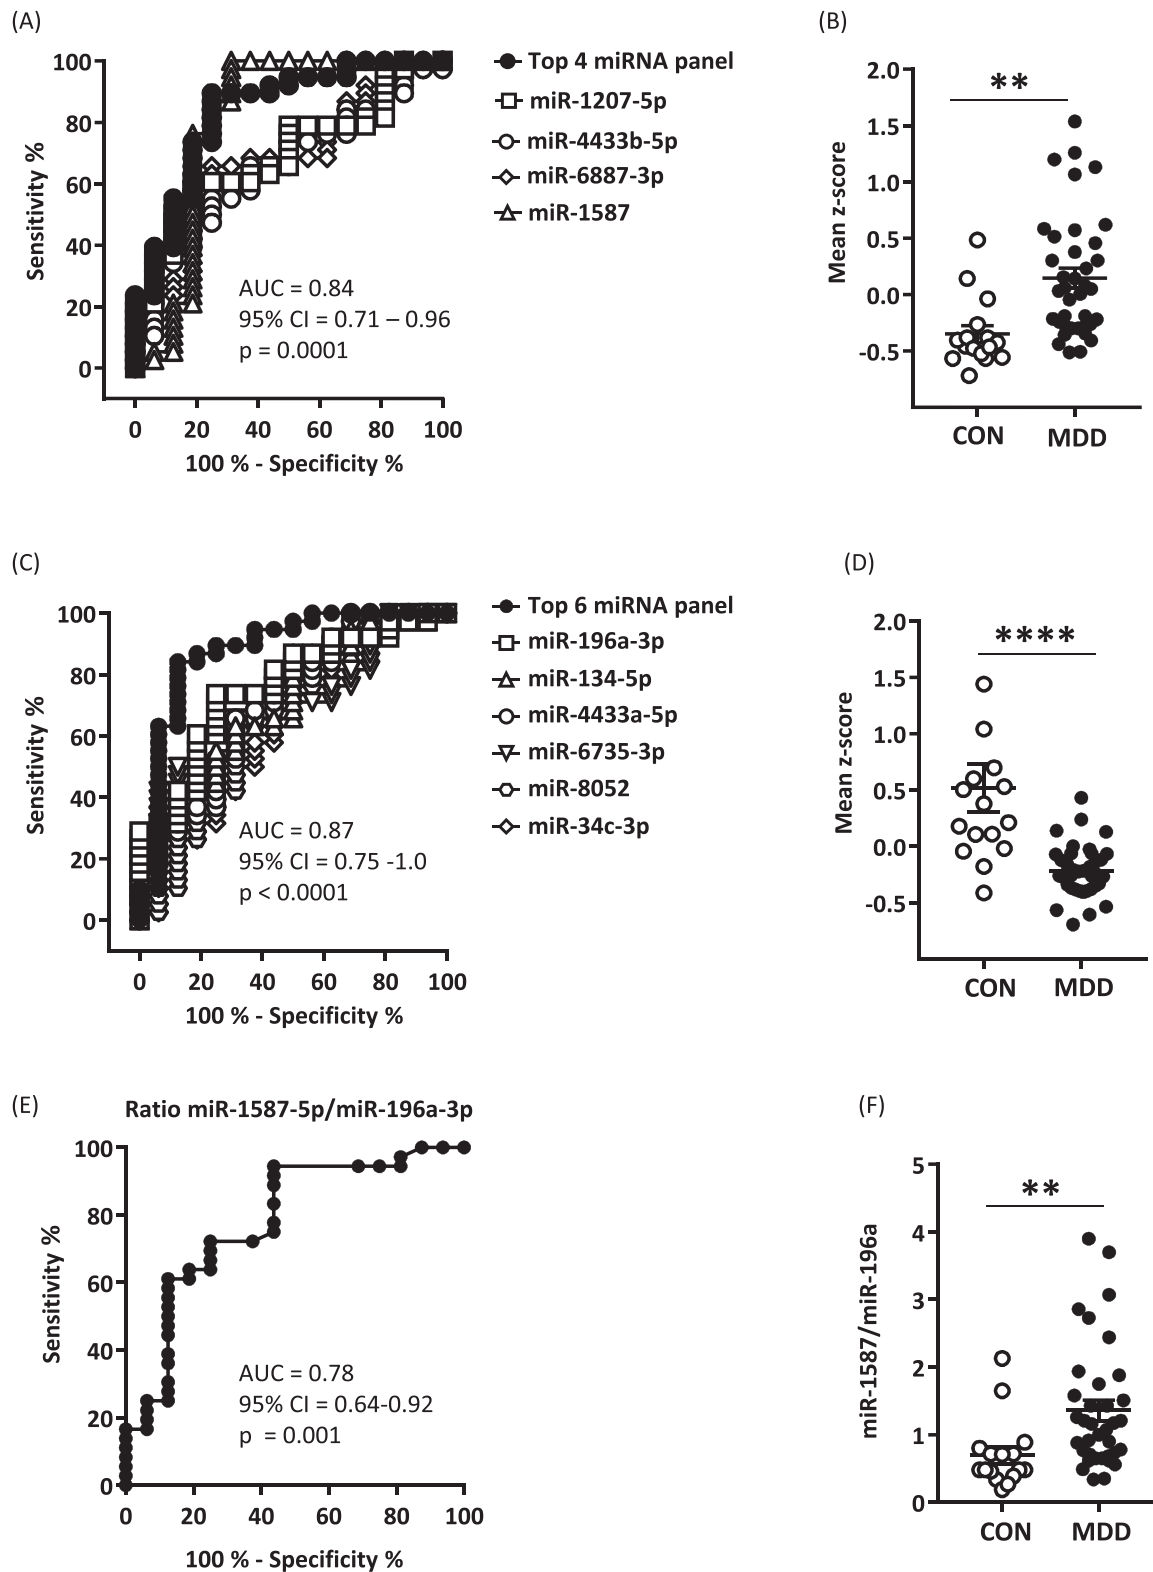 (A)
100
80
60
40
20
0
Sensitivity %
0 20 40 60 80 100
100 % - Specificity %
AUC = 0.84
95% CI = 0.71 – 0.96
p = 0.0001
Top 4 miRNA panel
miR-1207-5p
miR-4433b-5p
miR-6887-3p
miR-1587
(B)
2.0
1.5
1.0
0.5
0.0
-0.5
Mean z-score
**
CON MDD
(C)
100
80
60
40
20
0
Sensitivity %
0 20 40 60 80 100
100 % - Specificity %
AUC = 0.87
95% CI = 0.75 -1.0
p < 0.0001
Top 6 miRNA panel
miR-196a-3p
miR-134-5p
miR-4433a-5p
miR-6735-3p
miR-8052
miR-34c-3p
(D)
2.0
1.5
1.0
0.5
0.0
-0.5
Mean z-score
****
CON MDD
(E)
Ratio miR-1587-5p/miR-196a-3p
100
80
60
40
20
0
Sensitivity %
0 20 40 60 80 100
100 % - Specificity %
AUC = 0.78
95% CI = 0.64-0.92
p = 0.001
(F)
5
4
3
2
1
0
miR-1587/miR-196a
**
CON MDD